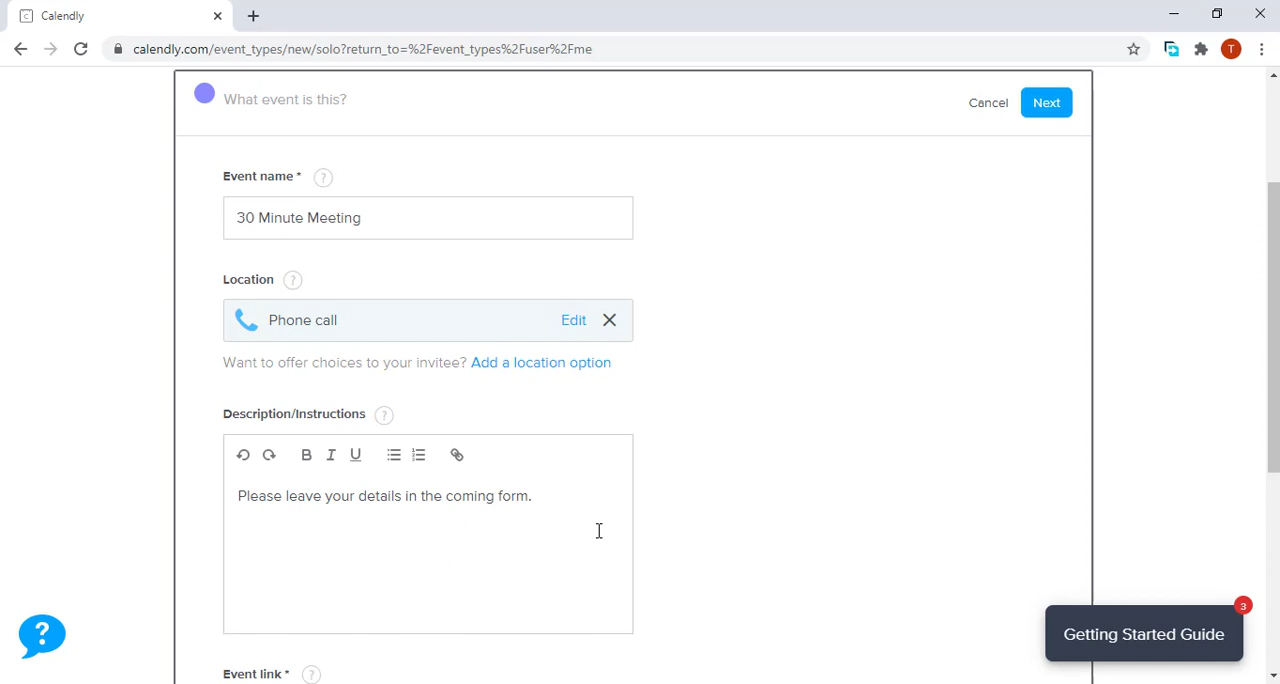 Calendly
calendly.com/event_types/new/solo?return_to=%2Fevent_types%2Fuser%2Fme
T
What event is this?
Cancel
Next
Event name *
?
30 Minute Meeting
Location
?
Phone call
Edit
Want to offer choices to your invitee? Add a location option
Description/Instructions
?
B I U
Please leave your details in the coming form.
3
Getting Started Guide
?
Event link *
?